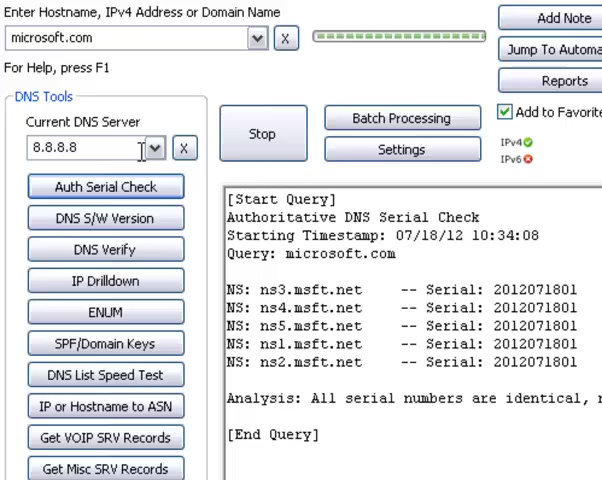 Enter Hostname, IPv4 Address or Domain Name
microsoft.com
X
For Help, press F1
Add Note
Jump To Automa
Reports
Add to Favorite
IPv4
IPv6
DNS Tools
Current DNS Server
8.8.8.8
X
Stop
Batch Processing
Settings
Auth Serial Check
DNS S/W Version
DNS Verify
IP Drilldown
ENUM
SPF/Domain Keys
DNS List Speed Test
IP or Hostname to ASN
Get VOIP SRV Records
Get Misc SRV Records
[Start Query]
Authoritative DNS Serial Check
Starting Timestamp: 07/18/12 10:34:08
Query: microsoft.com
NS: ns3.msft.net -- Serial: 2012071801
NS: ns4.msft.net -- Serial: 2012071801
NS: ns5.msft.net -- Serial: 2012071801
NS: ns1.msft.net -- Serial: 2012071801
NS: ns2.msft.net -- Serial: 2012071801
Analysis: All serial numbers are identical,
[End Query]